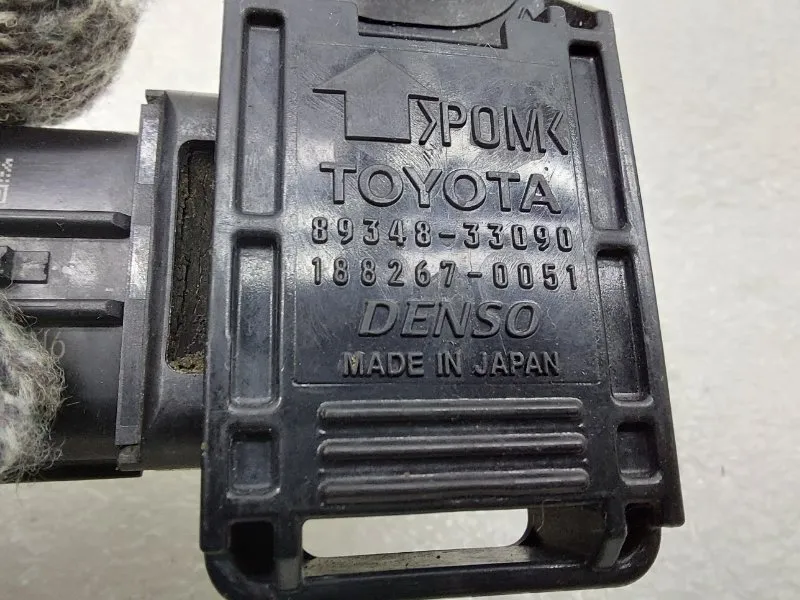 >POM<
TOYOTA
89348-33090
188267-0051
DENSO
MADE IN JAPAN